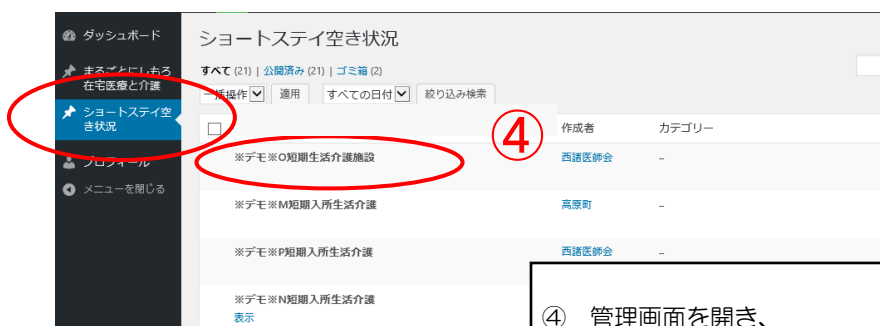 ダッシュボード
まるごとにしもろ
在宅医療と介護
ショートステイ空
き状況
プロフィール
メニューを閉じる
ショートステイ空き状況
すべて (21) | 公開済み (21) | ゴミ箱 (2)
一括操作 適用 すべての日付 絞り込み検索
④
作成者 カテゴリー
※デモ※O短期生活介護施設 西諸医師会 –
※デモ※M短期入所生活介護 高原町 –
※デモ※P短期入所生活介護 西諸医師会 –
※デモ※N短期入所生活介護
表示
④ 管理画面を開き、